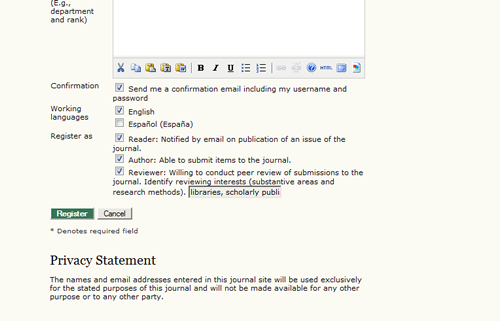 (E.g.,
department
and rank)
B I U HTML
Confirmation Send me a confirmation email including my username and
password
Working English
languages
Español (España)
Register as Reader: Notified by email on publication of an issue of the
journal.
Author: Able to submit items to the journal.
Reviewer: Willing to conduct peer review of submissions to the
journal. Identify reviewing interests (substantive areas and
research methods). libraries, scholarly publi
Register Cancel
* Denotes required field
Privacy Statement
The names and email addresses entered in this journal site will be used exclusively
for the stated purposes of this journal and will not be made available for any other
purpose or to any other party.